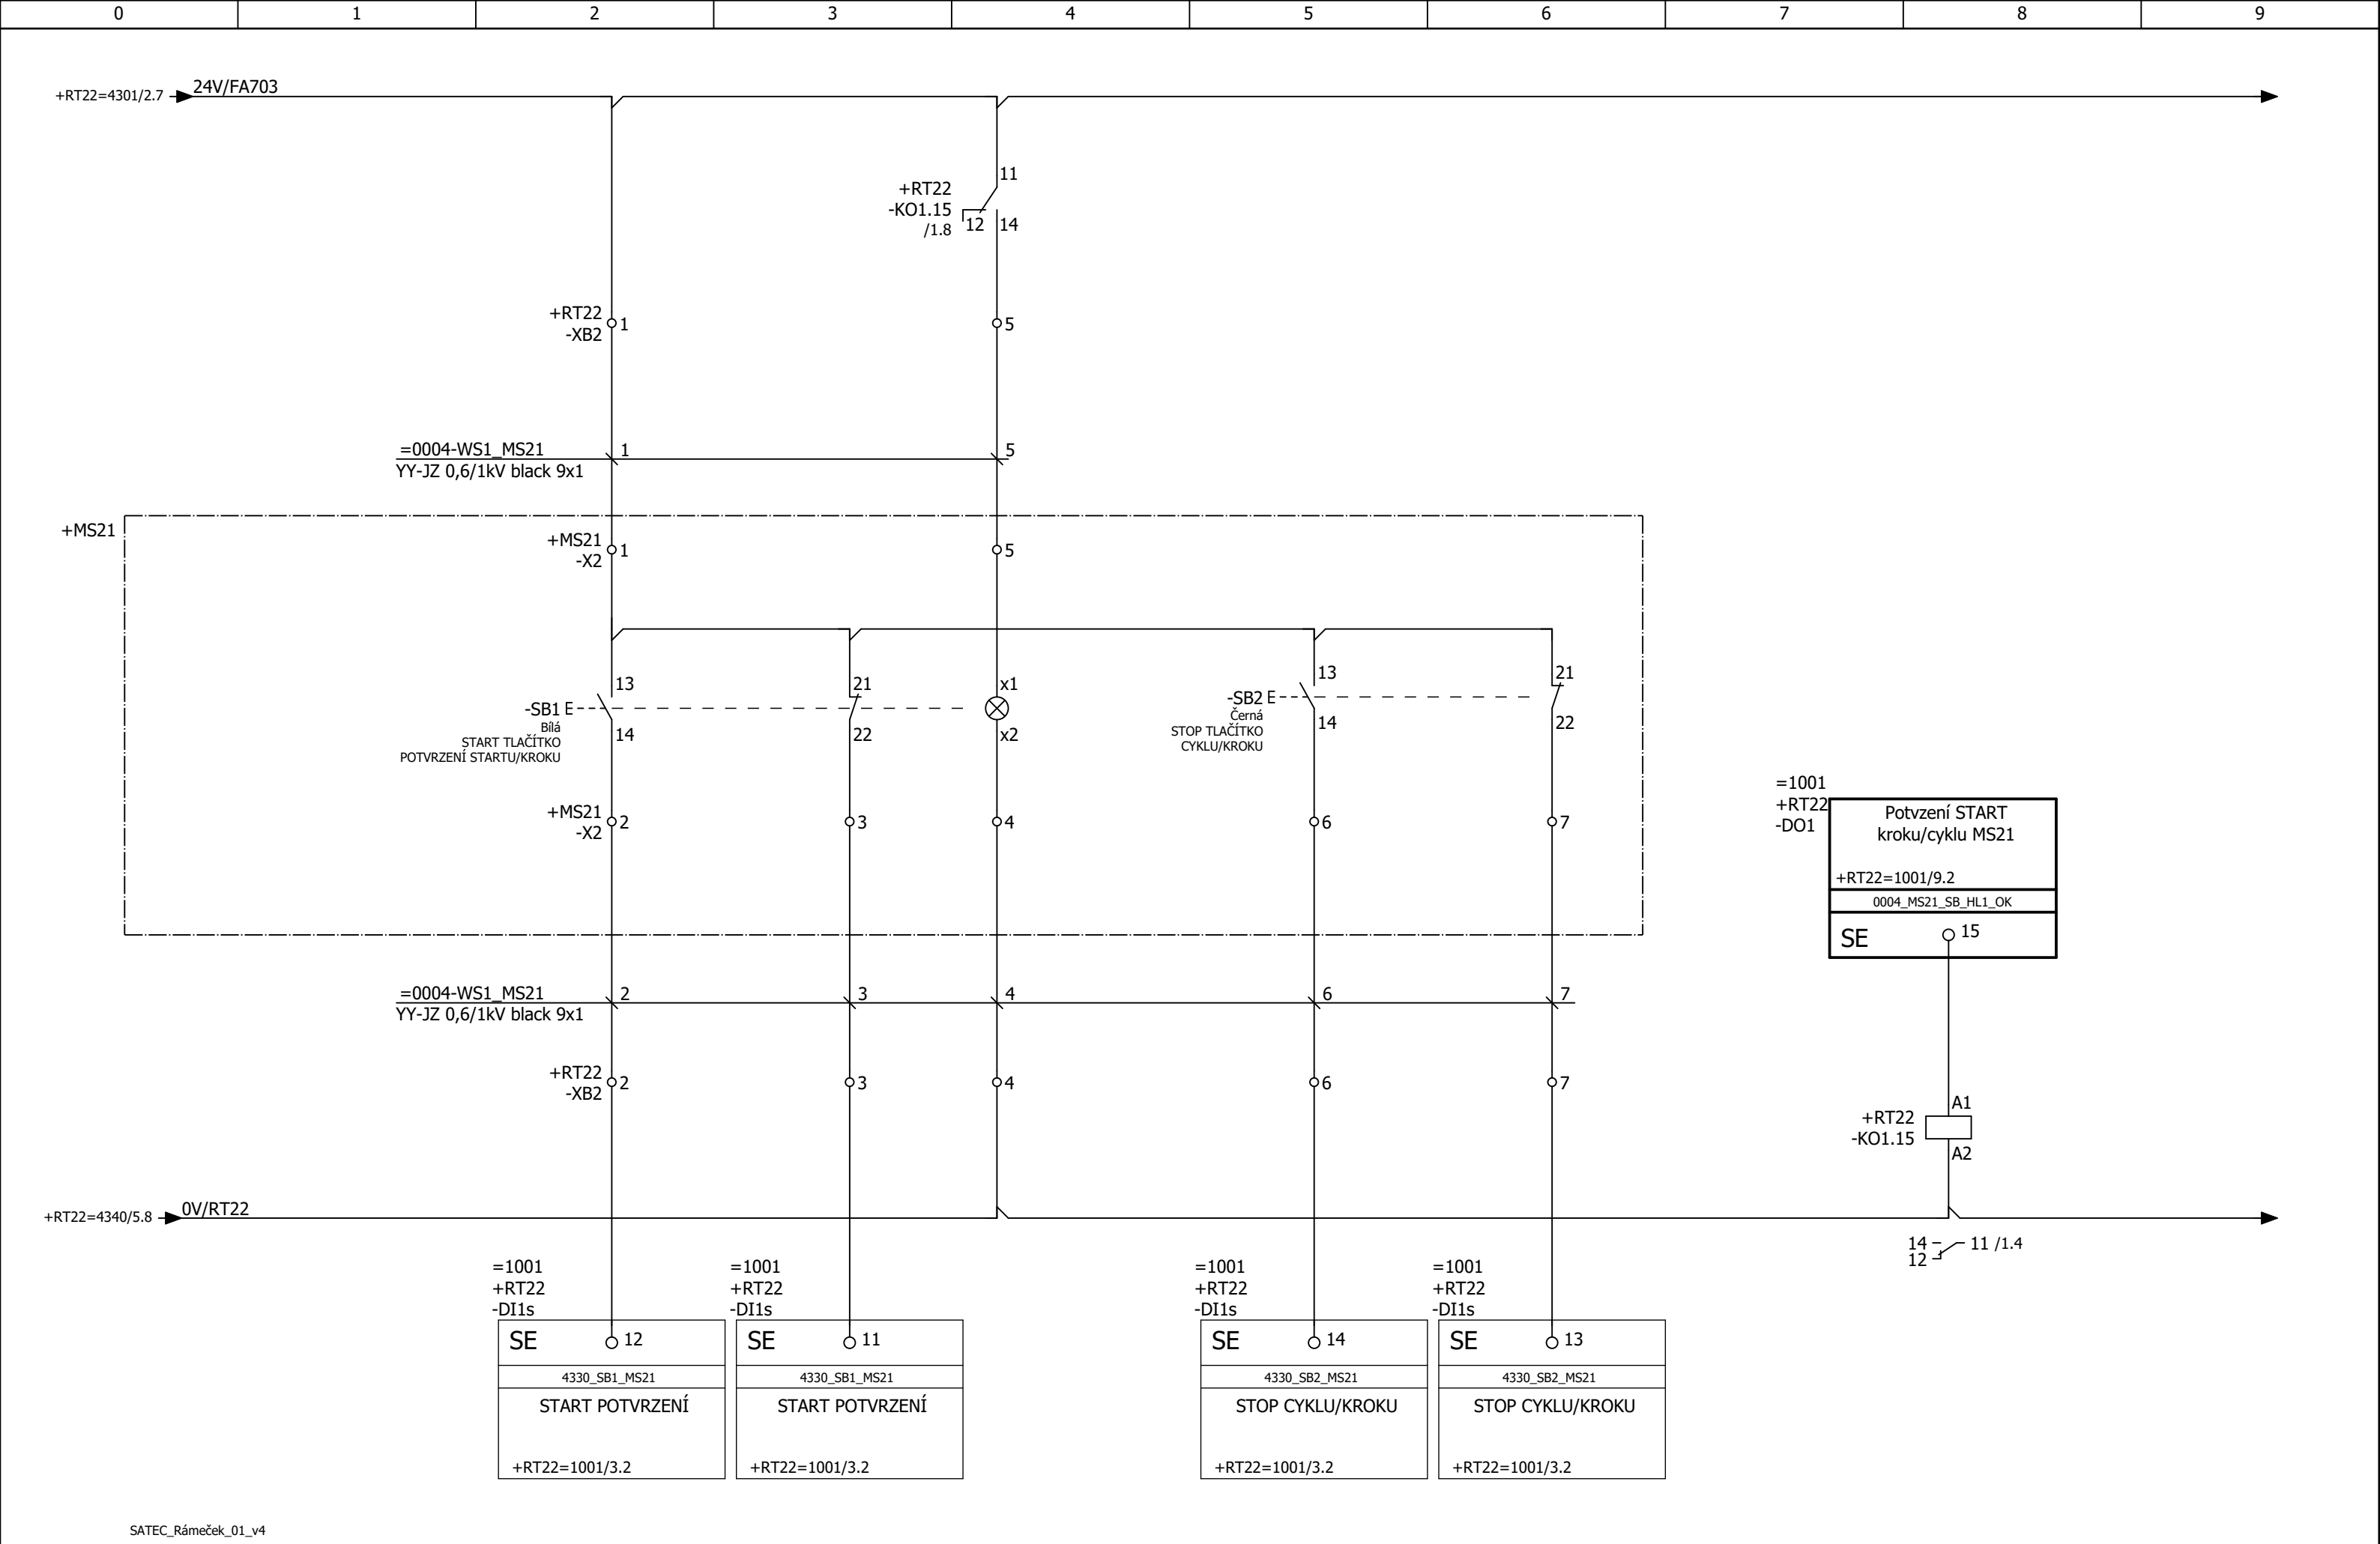 0 1 2 3 4 5 6 7 8 9
+RT22=4301/2.7
24V/FA703
11
+RT22
-KO1.15
/1.8
12 14
+RT22
-XB2
1
5
=0004-WS1_MS21
YY-JZ 0,6/1kV black 9x1
1
5
+MS21
+MS21
-X2
1
5
13
-SB1
Bílá
START TLAČÍTKO
POTVRZENÍ STARTU/KROKU
14
21
22
x1
x2
13
-SB2
Černá
STOP TLAČÍTKO
CYKLU/KROKU
14
21
22
+MS21
-X2
2
3
4
6
7
=1001
+RT22
-DO1
Potvzení START
kroku/cyklu MS21
+RT22=1001/9.2
0004_MS21_SB_HL1_OK
SE 15
=0004-WS1_MS21
YY-JZ 0,6/1kV black 9x1
2
3
4
6
7
+RT22
-XB2
2
3
4
6
7
A1
+RT22
-KO1.15
A2
+RT22=4340/5.8
0V/RT22
14 11 /1.4
12
=1001
+RT22
-DI1s
SE 12
4330_SB1_MS21
START POTVRZENÍ
+RT22=1001/3.2
=1001
+RT22
-DI1s
SE 11
4330_SB1_MS21
START POTVRZENÍ
+RT22=1001/3.2
=1001
+RT22
-DI1s
SE 14
4330_SB2_MS21
STOP CYKLU/KROKU
+RT22=1001/3.2
=1001
+RT22
-DI1s
SE 13
4330_SB2_MS21
STOP CYKLU/KROKU
+RT22=1001/3.2
SATEC_Rámeček_01_v4